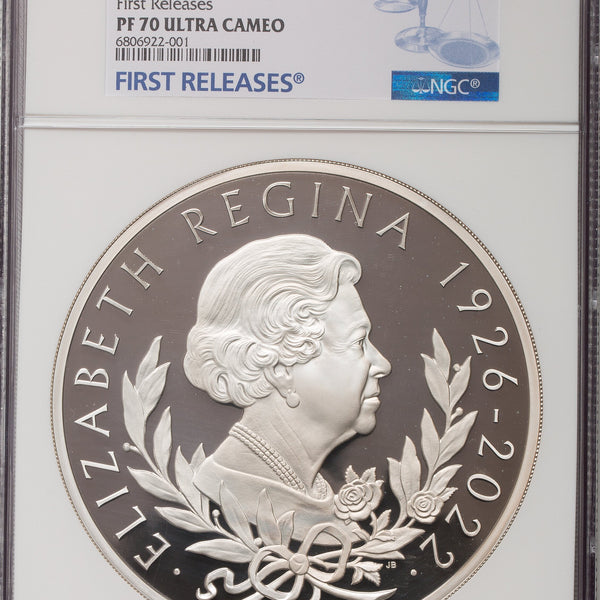 First Releases
PF 70 ULTRA CAMEO
6806922-001
FIRST RELEASES®
NGC®
· ELIZABETH REGINA 1926-2022 ·
JB